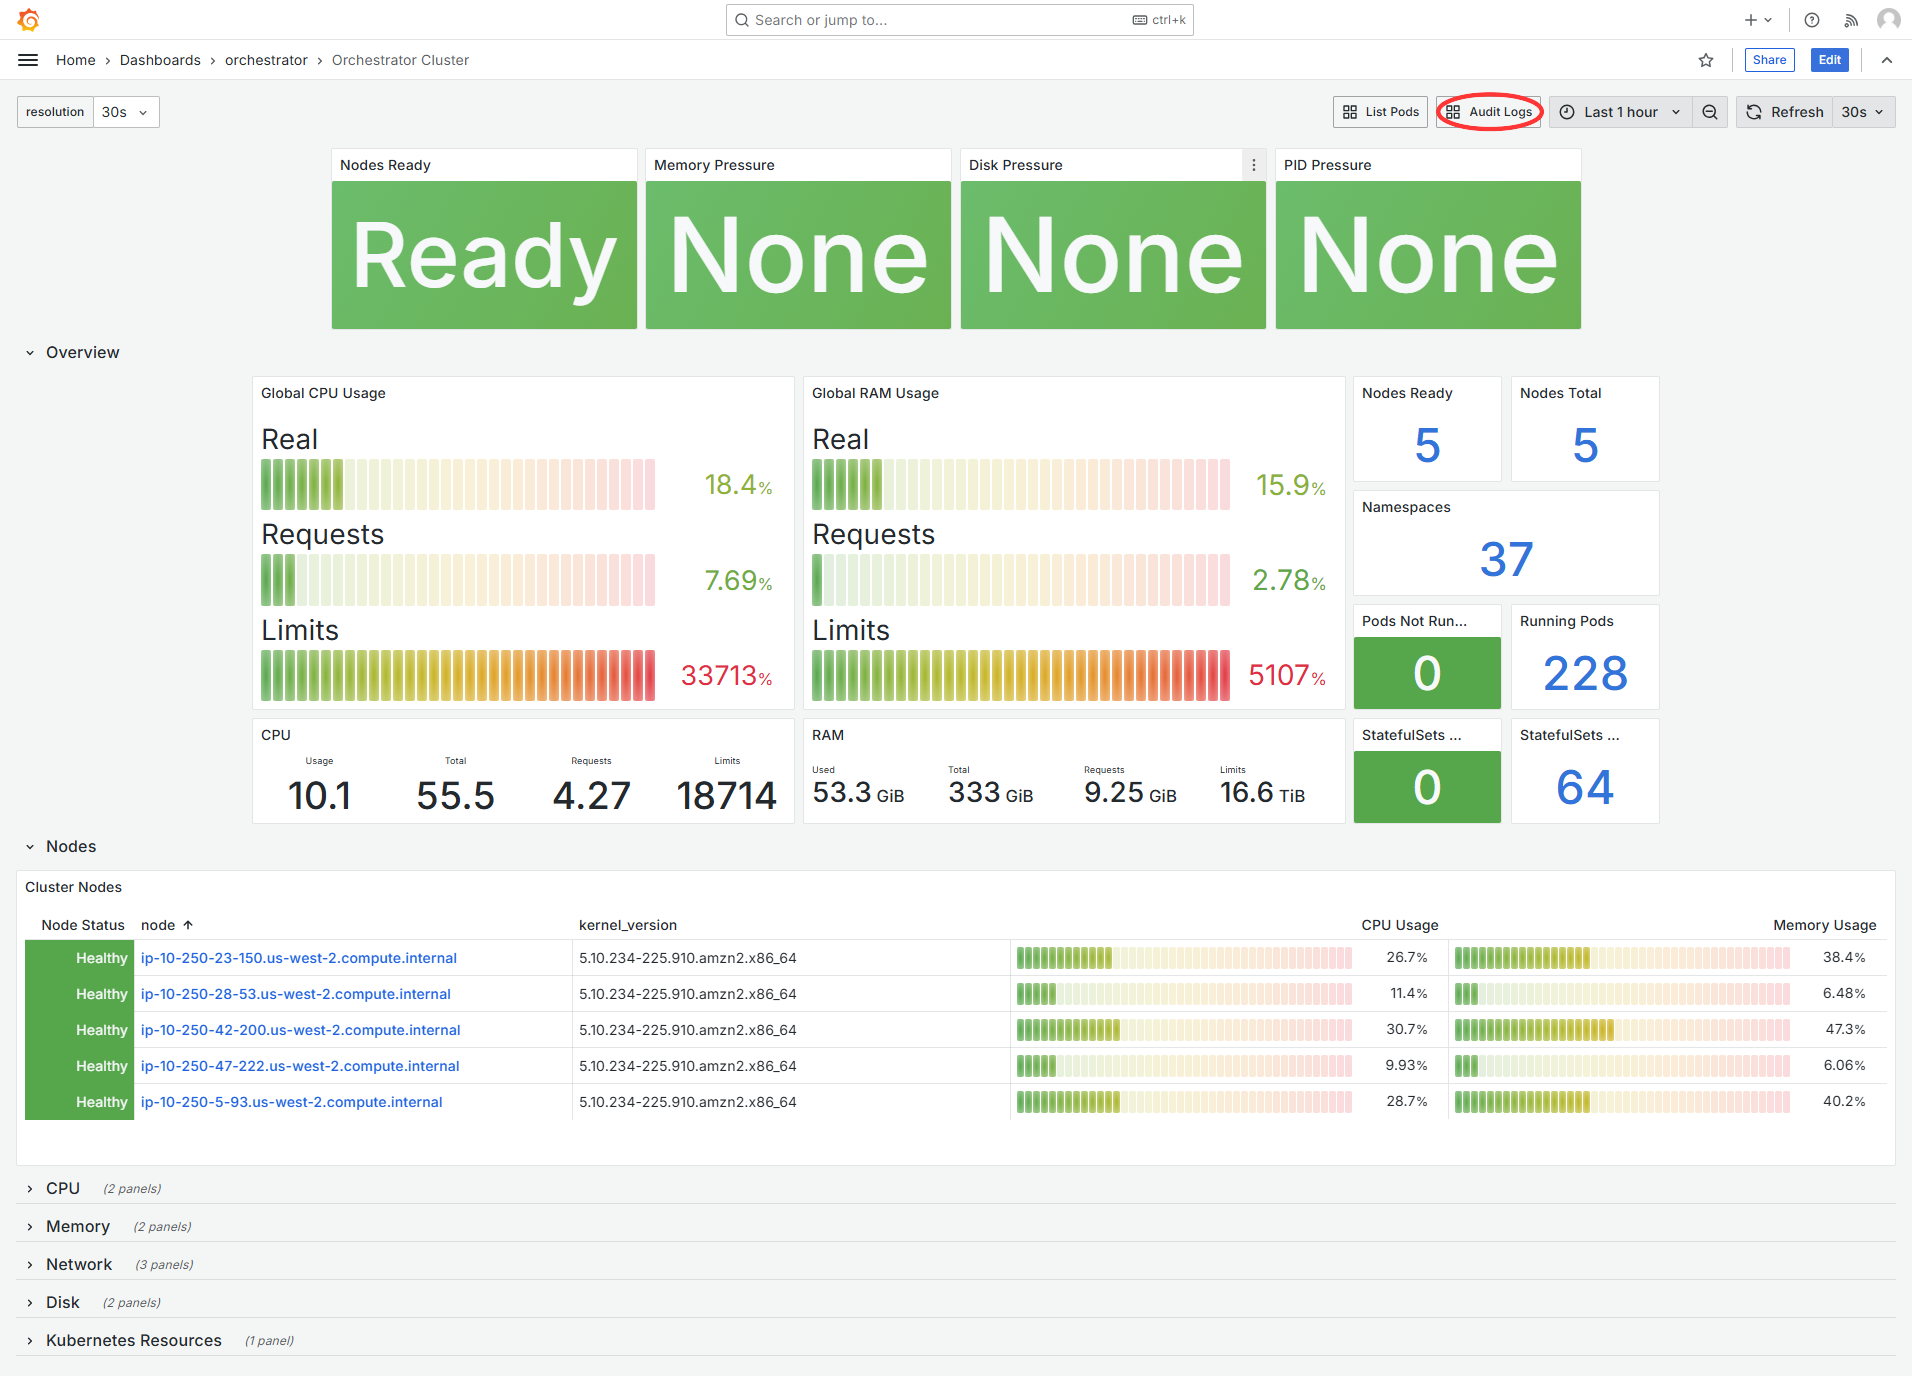 Search or jump to... ctrl+k
Home › Dashboards › orchestrator › Orchestrator Cluster Share Edit
resolution 30s List Pods Audit Logs Last 1 hour Refresh 30s
Nodes Ready Memory Pressure Disk Pressure PID Pressure
Ready None None None
Overview
Global CPU Usage
Real
18.4%
Requests
7.69%
Limits
33713%
Global RAM Usage
Real
15.9%
Requests
2.78%
Limits
5107%
Nodes Ready
5
Nodes Total
5
Namespaces
37
Pods Not Run...
0
Running Pods
228
CPU
Usage Total Requests Limits
10.1 55.5 4.27 18714
RAM
Used Total Requests Limits
53.3 GiB 333 GiB 9.25 GiB 16.6 TiB
StatefulSets ...
0
StatefulSets ...
64
Nodes
Cluster Nodes
Node Status node kernel_version CPU Usage Memory Usage
Healthy ip-10-250-23-150.us-west-2.compute.internal 5.10.234-225.910.amzn2.x86_64 26.7% 38.4%
Healthy ip-10-250-28-53.us-west-2.compute.internal 5.10.234-225.910.amzn2.x86_64 11.4% 6.48%
Healthy ip-10-250-42-200.us-west-2.compute.internal 5.10.234-225.910.amzn2.x86_64 30.7% 47.3%
Healthy ip-10-250-47-222.us-west-2.compute.internal 5.10.234-225.910.amzn2.x86_64 9.93% 6.06%
Healthy ip-10-250-5-93.us-west-2.compute.internal 5.10.234-225.910.amzn2.x86_64 28.7% 40.2%
CPU (2 panels)
Memory (2 panels)
Network (3 panels)
Disk (2 panels)
Kubernetes Resources (1 panel)